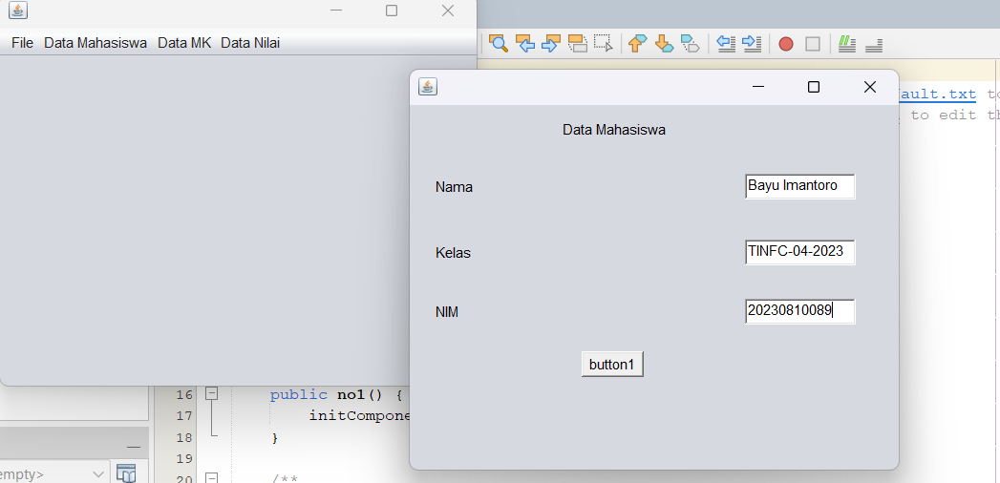 File Data Mahasiswa Data MK Data Nilai
ault.txt to
to edit th
Data Mahasiswa
Nama Bayu Imantoro
Kelas TINFC-04-2023
NIM 20230810089
button1
16 public no1() {
17 initCompone
18 }
19
20 /**
empty>